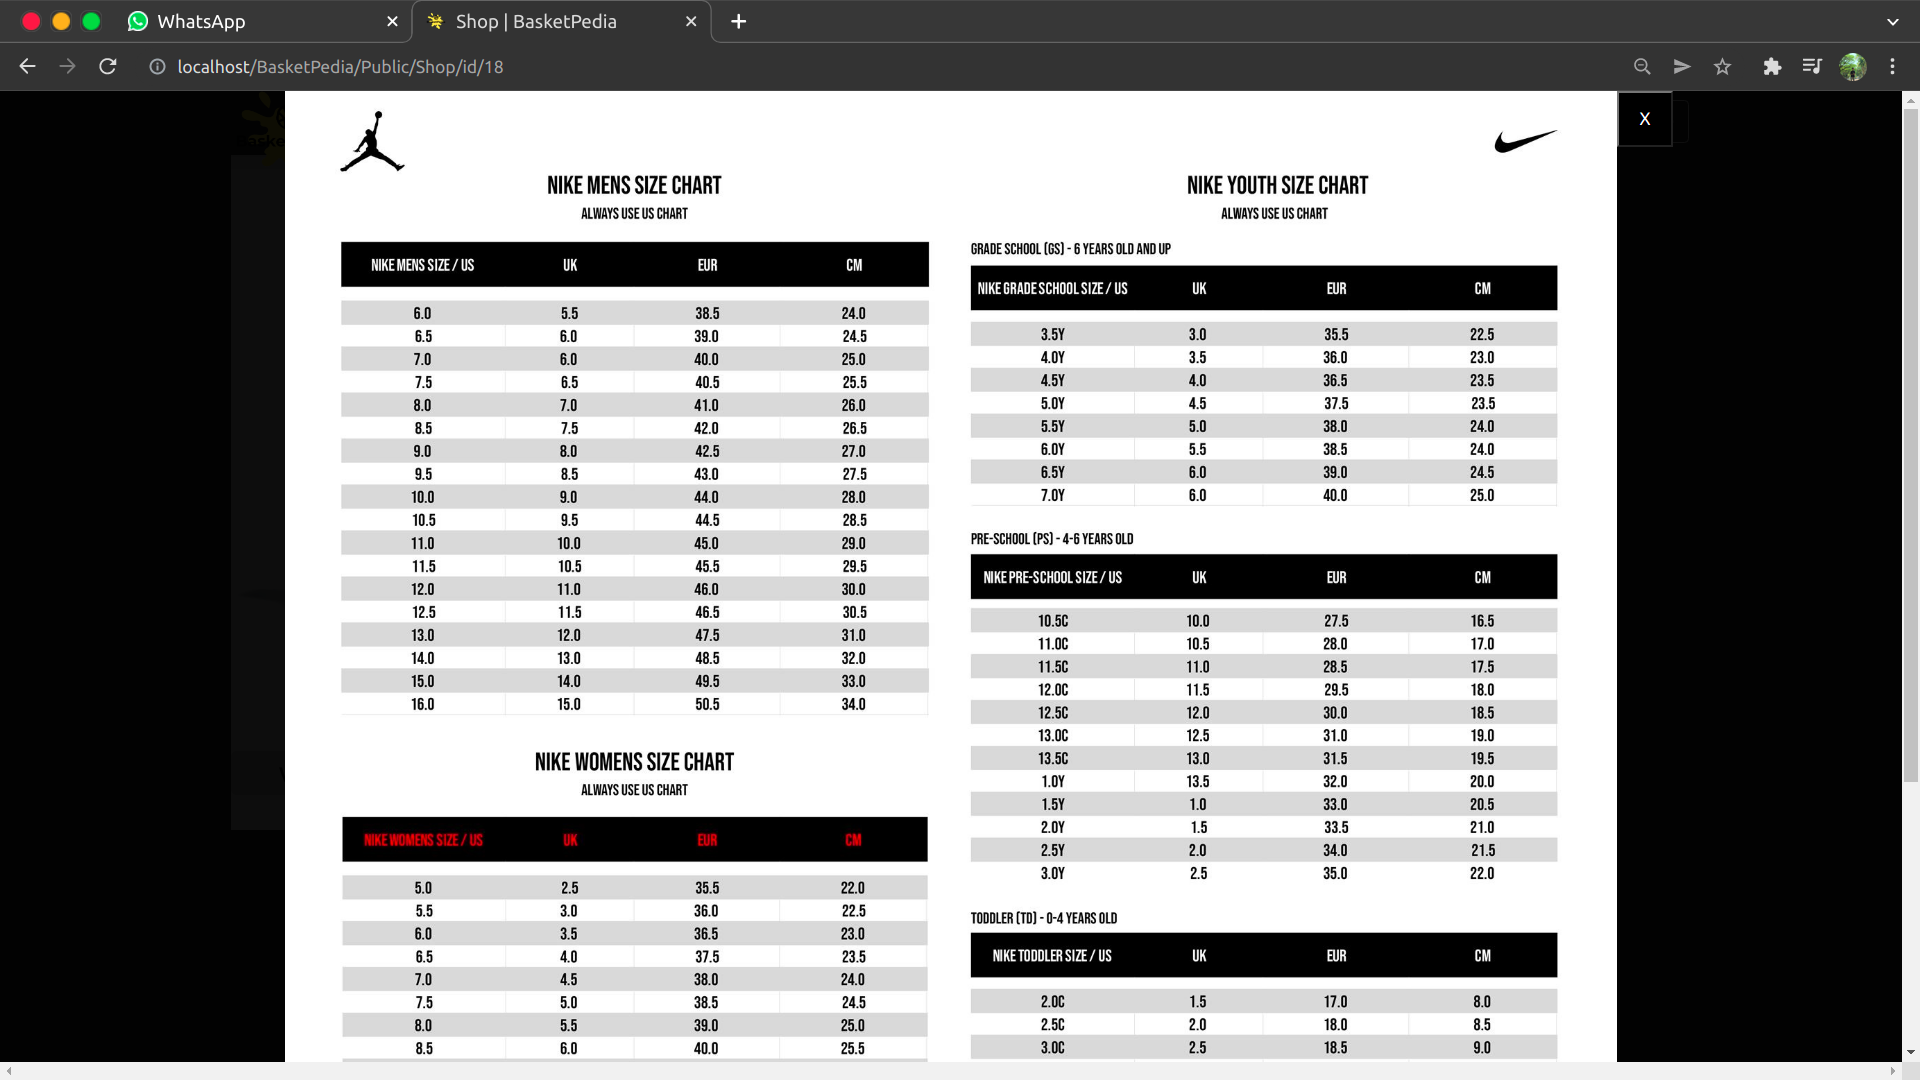 WhatsApp
Shop | BasketPedia
localhost/BasketPedia/Public/Shop/id/18
X
NIKE MENS SIZE CHART
ALWAYS USE US CHART
NIKE MENS SIZE / US UK EUR CM
6.0 5.5 38.5 24.0
6.5 6.0 39.0 24.5
7.0 6.0 40.0 25.0
7.5 6.5 40.5 25.5
8.0 7.0 41.0 26.0
8.5 7.5 42.0 26.5
9.0 8.0 42.5 27.0
9.5 8.5 43.0 27.5
10.0 9.0 44.0 28.0
10.5 9.5 44.5 28.5
11.0 10.0 45.0 29.0
11.5 10.5 45.5 29.5
12.0 11.0 46.0 30.0
12.5 11.5 46.5 30.5
13.0 12.0 47.5 31.0
14.0 13.0 48.5 32.0
15.0 14.0 49.5 33.0
16.0 15.0 50.5 34.0
NIKE WOMENS SIZE CHART
ALWAYS USE US CHART
NIKE WOMENS SIZE / US UK EUR CM
5.0 2.5 35.5 22.0
5.5 3.0 36.0 22.5
6.0 3.5 36.5 23.0
6.5 4.0 37.5 23.5
7.0 4.5 38.0 24.0
7.5 5.0 38.5 24.5
8.0 5.5 39.0 25.0
8.5 6.0 40.0 25.5
NIKE YOUTH SIZE CHART
ALWAYS USE US CHART
GRADE SCHOOL (GS) - 6 YEARS OLD AND UP
NIKE GRADE SCHOOL SIZE / US UK EUR CM
3.5Y 3.0 35.5 22.5
4.0Y 3.5 36.0 23.0
4.5Y 4.0 36.5 23.5
5.0Y 4.5 37.5 23.5
5.5Y 5.0 38.0 24.0
6.0Y 5.5 38.5 24.0
6.5Y 6.0 39.0 24.5
7.0Y 6.0 40.0 25.0
PRE-SCHOOL (PS) - 4-6 YEARS OLD
NIKE PRE-SCHOOL SIZE / US UK EUR CM
10.5C 10.0 27.5 16.5
11.0C 10.5 28.0 17.0
11.5C 11.0 28.5 17.5
12.0C 11.5 29.5 18.0
12.5C 12.0 30.0 18.5
13.0C 12.5 31.0 19.0
13.5C 13.0 31.5 19.5
1.0Y 13.5 32.0 20.0
1.5Y 1.0 33.0 20.5
2.0Y 1.5 33.5 21.0
2.5Y 2.0 34.0 21.5
3.0Y 2.5 35.0 22.0
TODDLER (TD) - 0-4 YEARS OLD
NIKE TODDLER SIZE / US UK EUR CM
2.0C 1.5 17.0 8.0
2.5C 2.0 18.0 8.5
3.0C 2.5 18.5 9.0